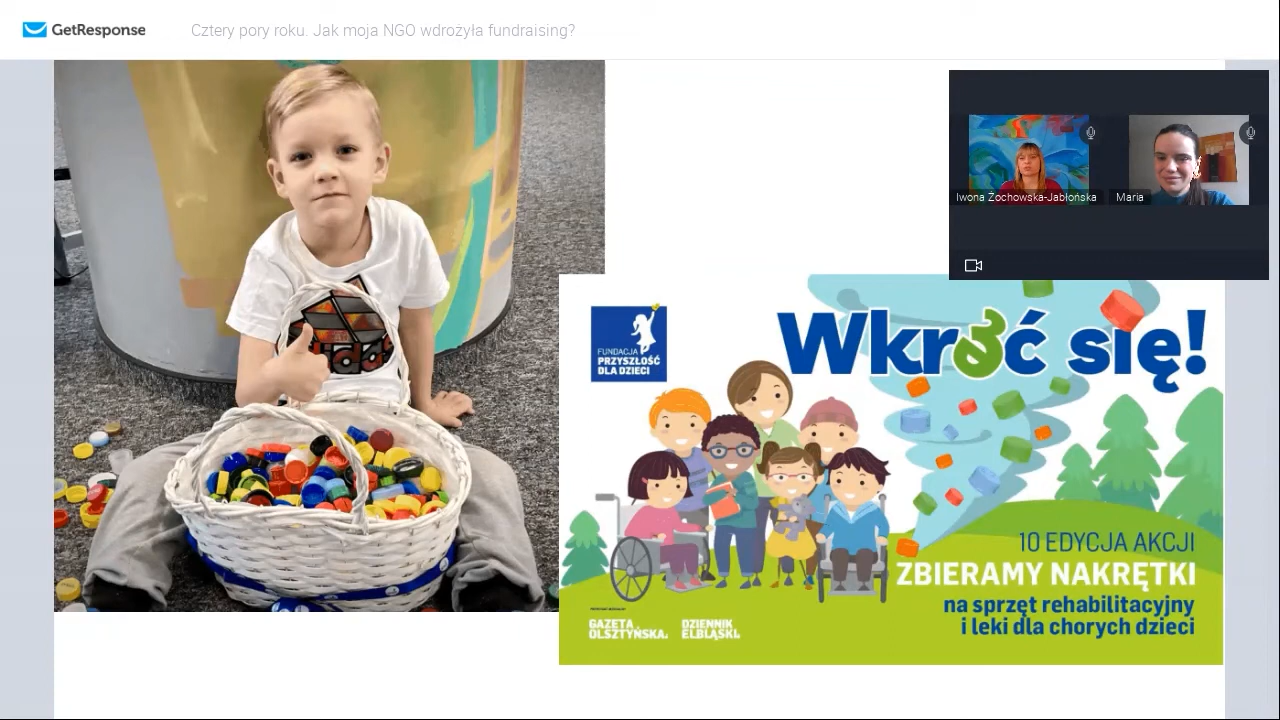 GetResponse
Cztery pory roku. Jak moja NGO wdrożyła fundraising?
Iwona Żochowska-Jabłońska
Maria
FUNDACJA
PRZYSZŁOŚĆ
DLA DZIECI
Wkręć się!
10 EDYCJA AKCJI
ZBIERAMY NAKRĘTKI
na sprzęt rehabilitacyjny
i leki dla chorych dzieci
GAZETA
OLSZTYŃSKA
DZIENNIK
ELBLĄSKI